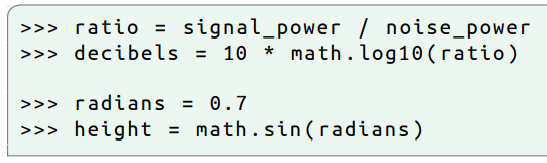 >>> ratio = signal_power / noise_power
>>> decibels = 10 * math.log10(ratio)
>>> radians = 0.7
>>> height = math.sin(radians)